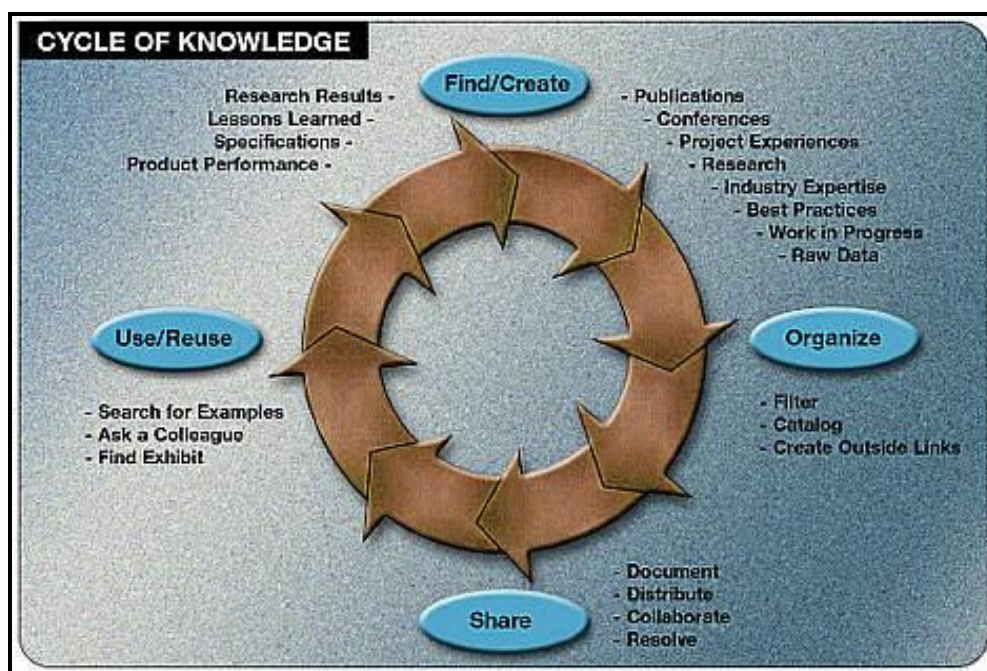 CYCLE OF KNOWLEDGE
Find/Create
Research Results -
Lessons Learned -
Specifications -
Product Performance -
- Publications
- Conferences
- Project Experiences
- Research
- Industry Expertise
- Best Practices
- Work in Progress
- Raw Data
Organize
- Filter
- Catalog
- Create Outside Links
Share
- Document
- Distribute
- Collaborate
- Resolve
Use/Reuse
- Search for Examples
- Ask a Colleague
- Find Exhibit